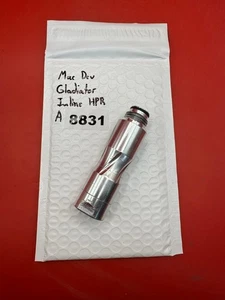 Mac Dev
Gladiator
Inline HPR
A 8831